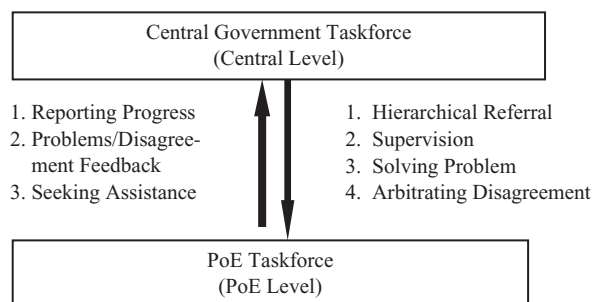 Central Government Taskforce
(Central Level)
1. Reporting Progress
2. Problems/Disagree-
ment Feedback
3. Seeking Assistance
1. Hierarchical Referral
2. Supervision
3. Solving Problem
4. Arbitrating Disagreement
PoE Taskforce
(PoE Level)